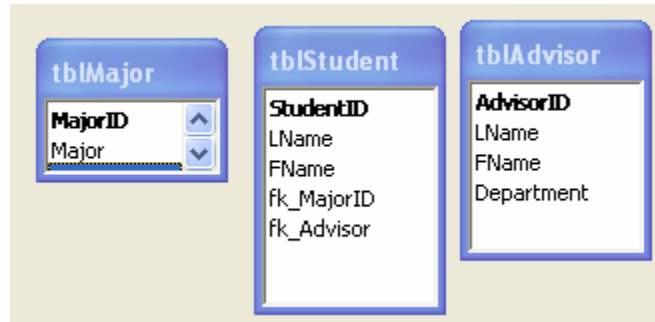 tblMajor
MajorID
Major
tblStudent
StudentID
LName
FName
fk_MajorID
fk_Advisor
tblAdvisor
AdvisorID
LName
FName
Department